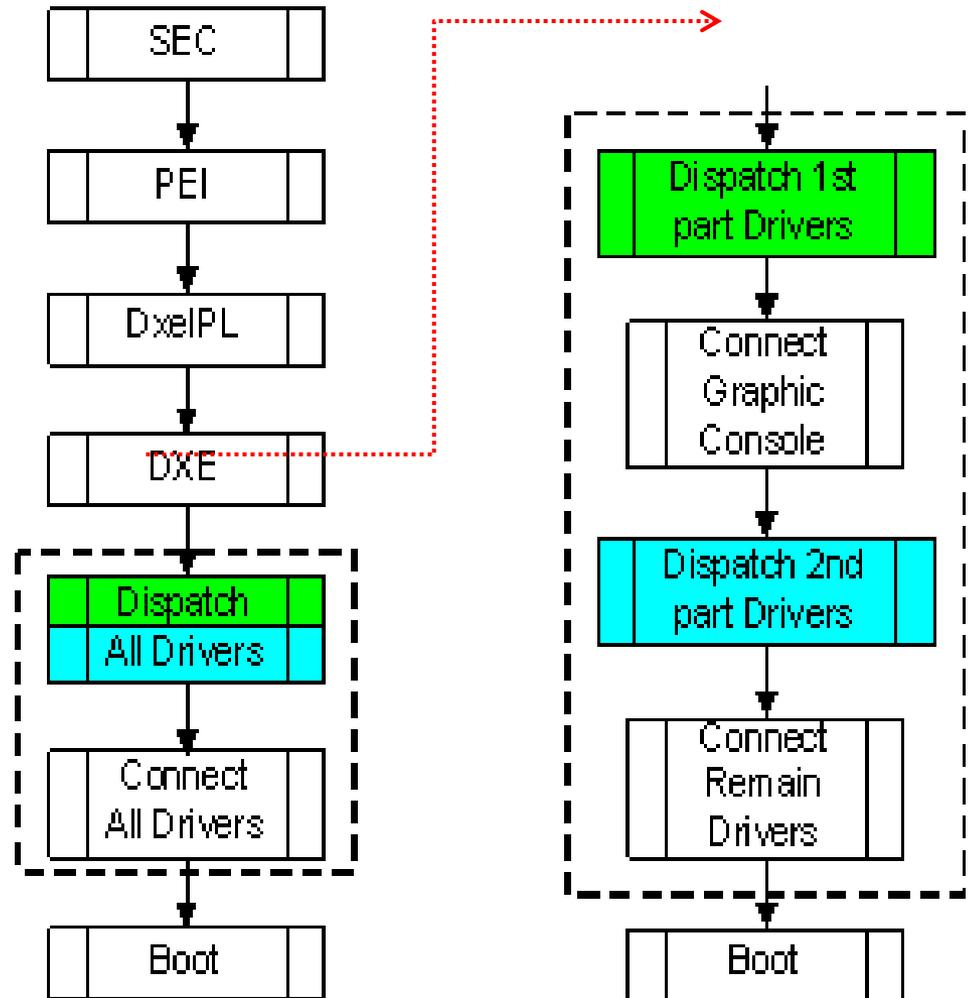 SEC
PEI
DxeIPL
DXE
Dispatch
All Drivers
Connect
All Drivers
Boot
Dispatch 1st
part Drivers
Connect
Graphic
Console
Dispatch 2nd
part Drivers
Connect
Remain
Drivers
Boot